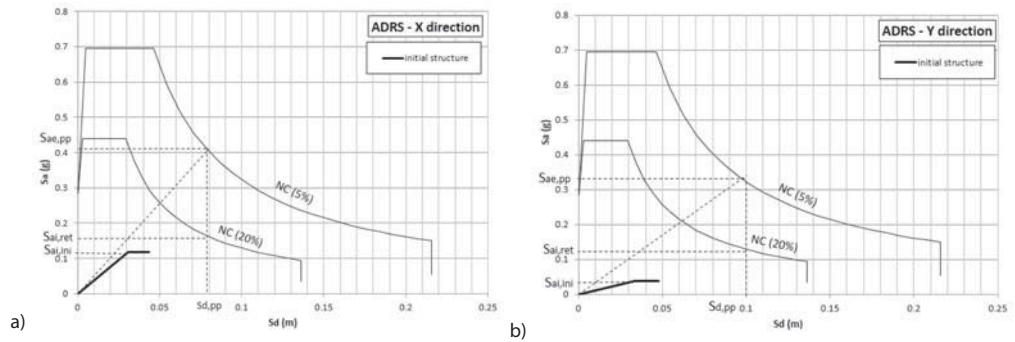 ADRS - X direction
initial structure
0.8
0.7
0.6
0.5
0.4
0.3
0.2
0.1
0
Sa (g)
Sae,pp
Sai,ret
Sai,ini
NC (5%)
NC (20%)
0
0.05
Sd,pp
0.1
0.15
0.2
0.25
Sd (m)
a)
ADRS - Y direction
initial structure
0.8
0.7
0.6
0.5
0.4
0.3
0.2
0.1
0
Sa (g)
Sae,pp
Sai,ret
Sai,ini
NC (5%)
NC (20%)
0
0.05
0.1
Sd,pp
0.15
0.2
0.25
Sd (m)
b)